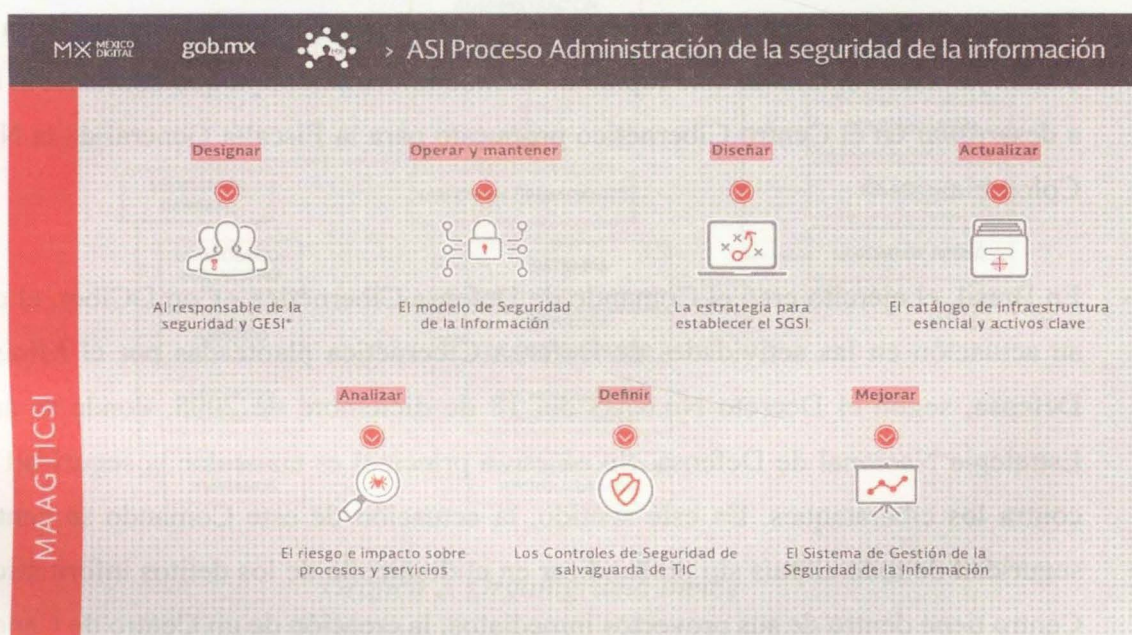 MÉXICO
DIGITAL
gob.mx
> ASI Proceso Administración de la seguridad de la información
MAAGTICSI
Designar
Al responsable de la
seguridad y GESI*
Operar y mantener
El modelo de Seguridad
de la Información
Diseñar
La estrategia para
establecer el SGSI
Actualizar
El catálogo de infraestructura
esencial y activos clave
Analizar
El riesgo e impacto sobre
procesos y servicios
Definir
Los Controles de Seguridad de
salvaguarda de TIC
Mejorar
El Sistema de Gestión de la
Seguridad de la Información